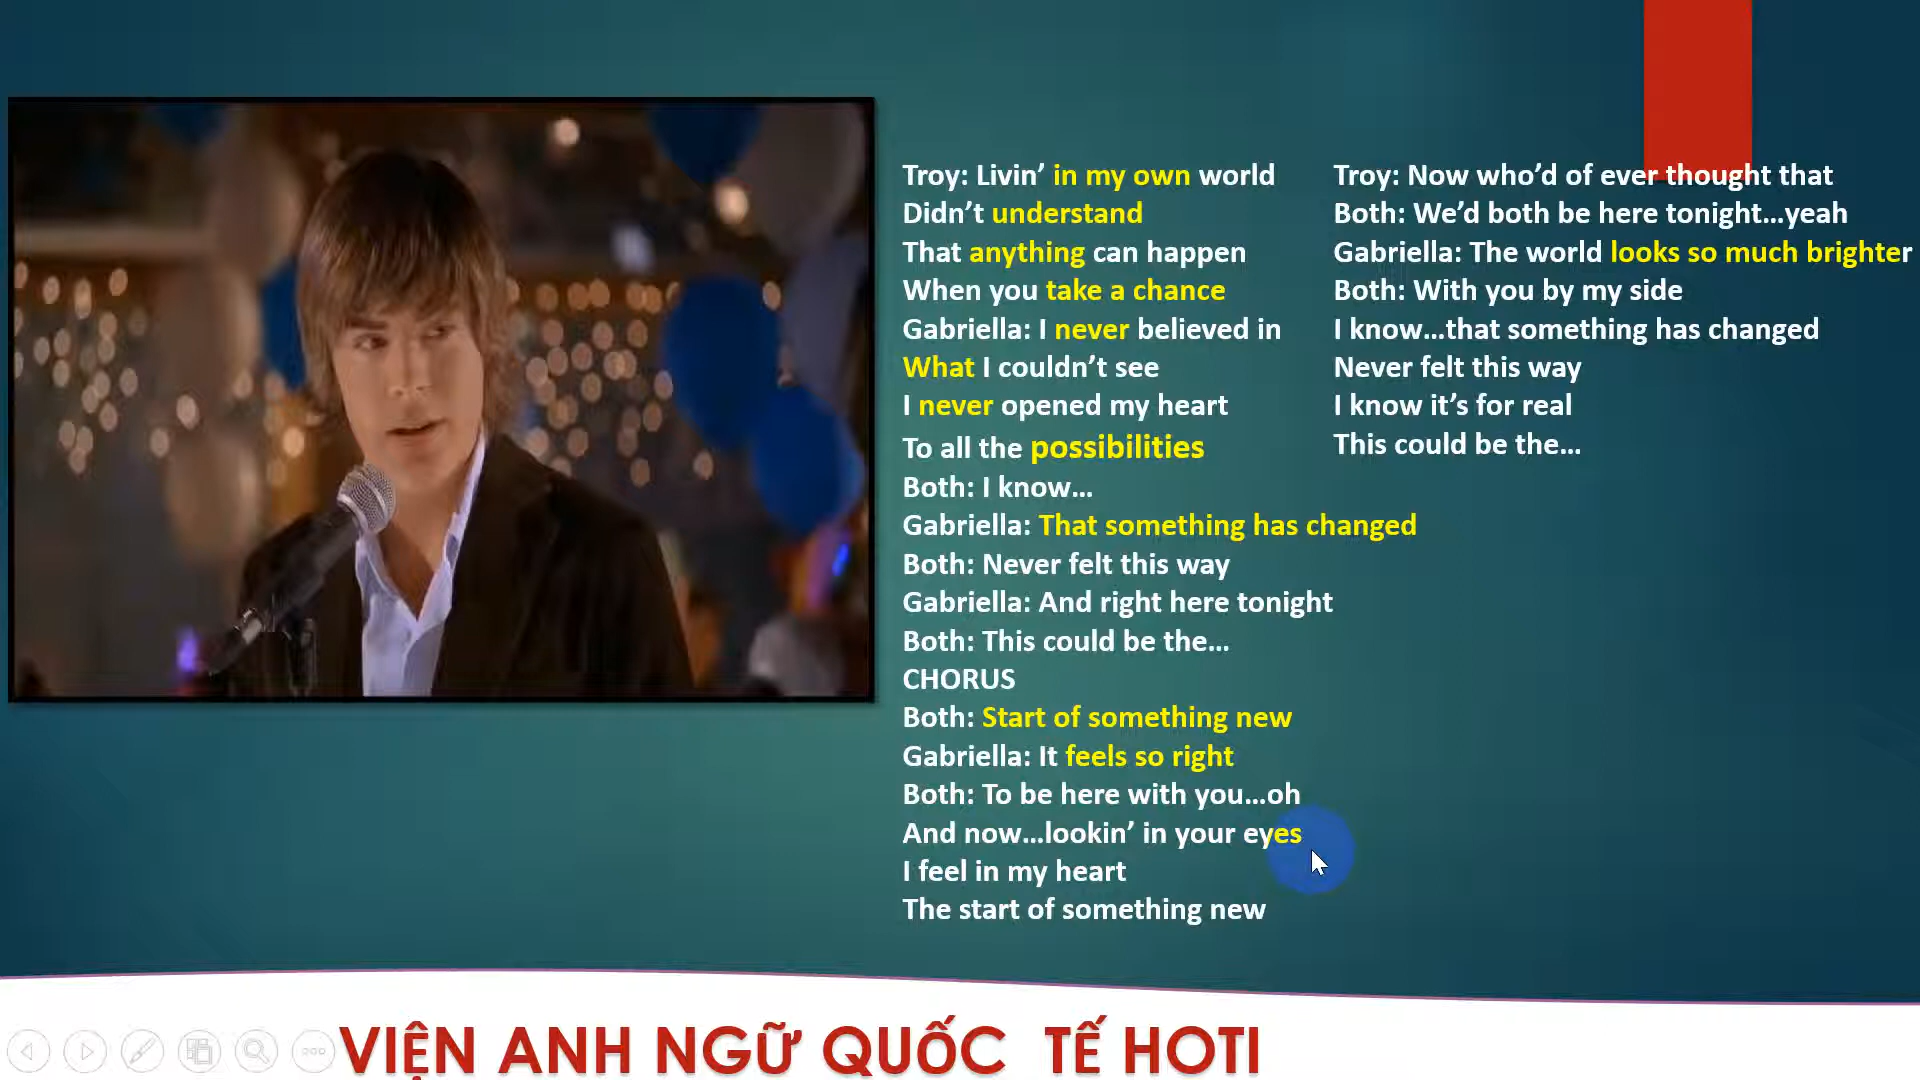 Troy: Livin’ in my own world
Didn’t understand
That anything can happen
When you take a chance
Gabriella: I never believed in
What I couldn’t see
I never opened my heart
To all the possibilities
Both: I know…
Gabriella: That something has changed
Both: Never felt this way
Gabriella: And right here tonight
Both: This could be the…
CHORUS
Both: Start of something new
Gabriella: It feels so right
Both: To be here with you…oh
And now…lookin’ in your eyes
I feel in my heart
The start of something new
Troy: Now who’d of ever thought that
Both: We’d both be here tonight…yeah
Gabriella: The world looks so much brighter
Both: With you by my side
I know…that something has changed
Never felt this way
I know it’s for real
This could be the…
VIỆN ANH NGỮ QUỐC TẾ HOTI